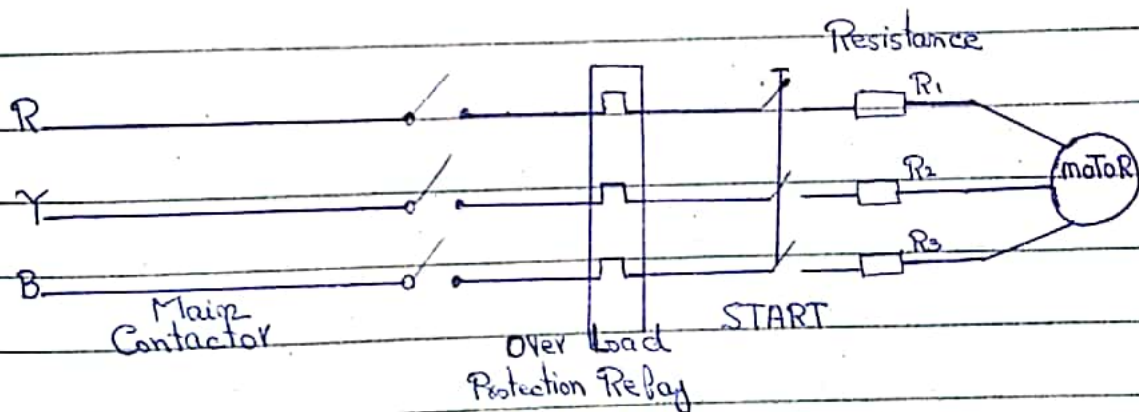 Resistance
R
R1
Y
R2
MOTOR
B
R3
Main
Contactor
START
Over Load
Protection Relay